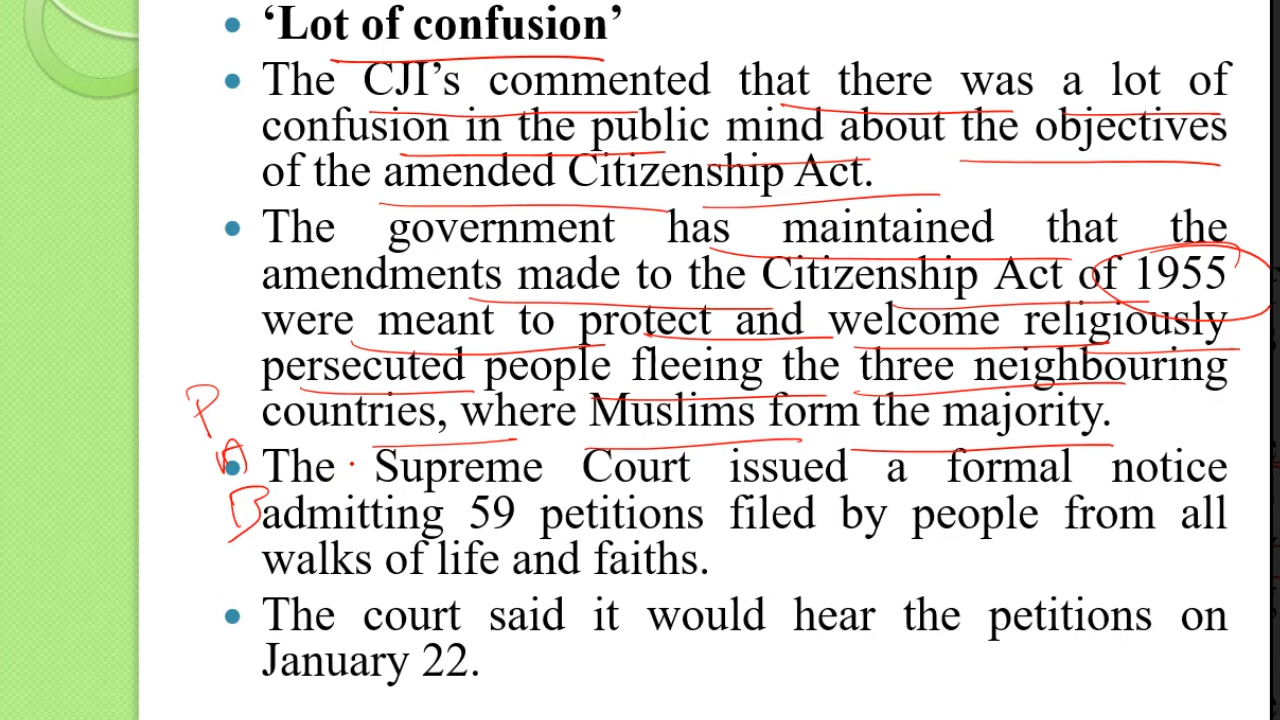 • ‘Lot of confusion’
• The CJI’s commented that there was a lot of
confusion in the public mind about the objectives
of the amended Citizenship Act.
• The government has maintained that the
amendments made to the Citizenship Act of 1955
were meant to protect and welcome religiously
persecuted people fleeing the three neighbouring
countries, where Muslims form the majority.
P
A
B
• The Supreme Court issued a formal notice
admitting 59 petitions filed by people from all
walks of life and faiths.
• The court said it would hear the petitions on
January 22.